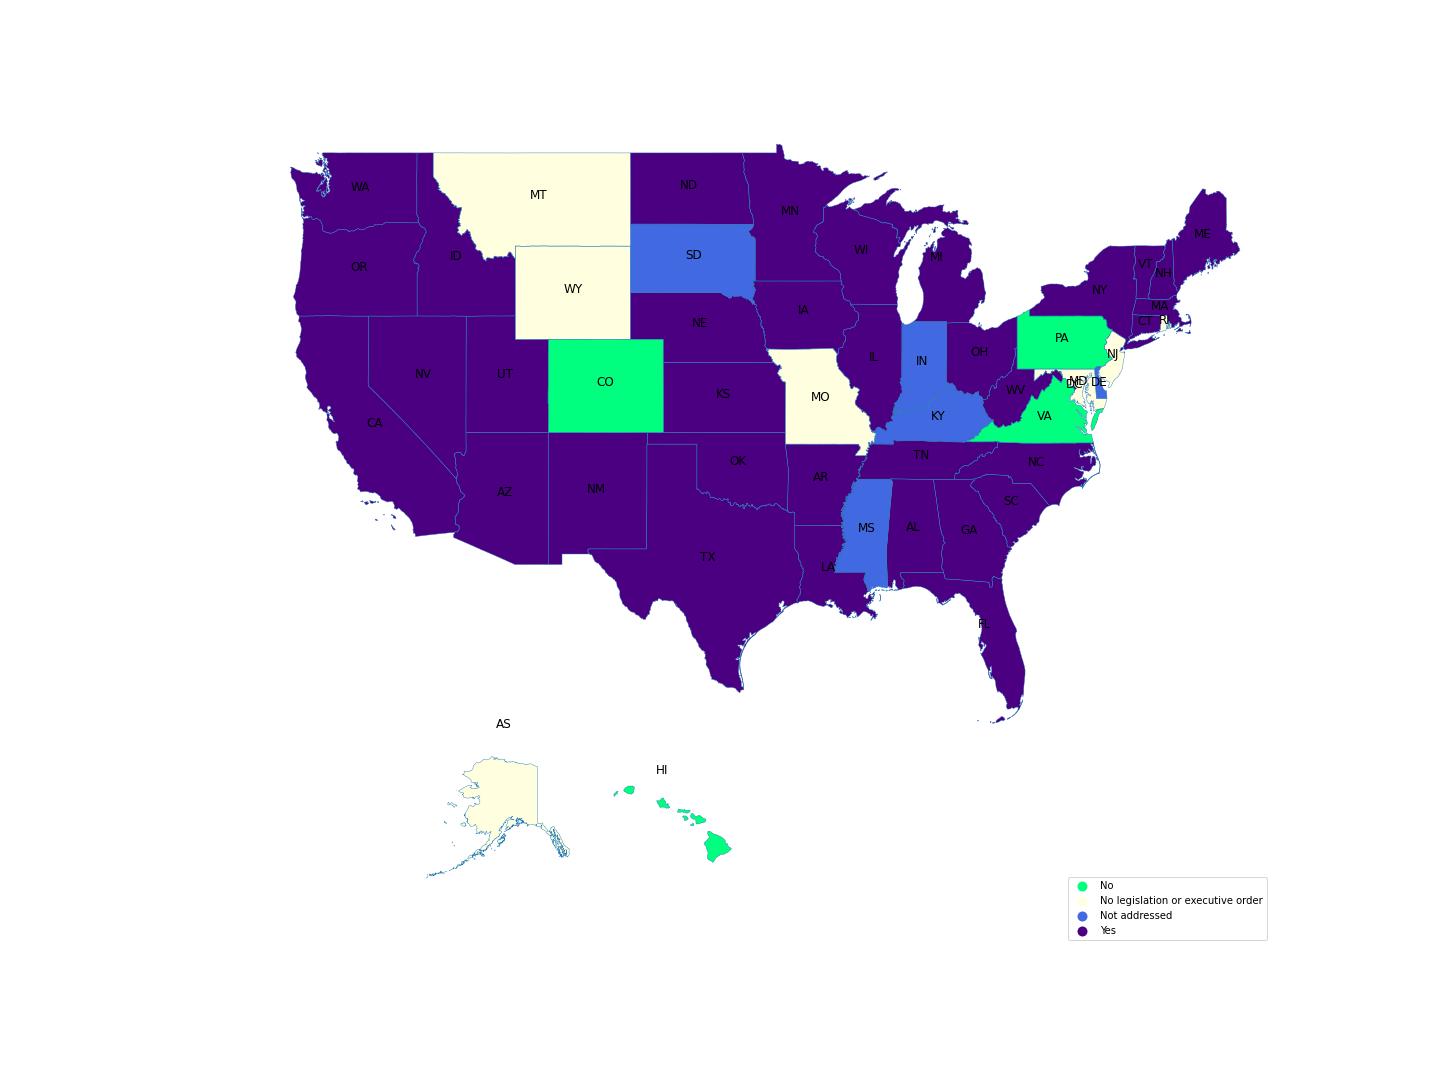 WA
MT
ND
MN
ME
OR
ID
SD
WI
MI
VT
NH
NY
WY
NE
IA
MA
CT
RI
NV
UT
CO
KS
MO
IL
IN
OH
PA
NJ
WV
MD
DC
DE
CA
KY
VA
AZ
NM
OK
AR
TN
NC
TX
LA
MS
AL
GA
SC
FL
AS
HI
No
No legislation or executive order
Not addressed
Yes